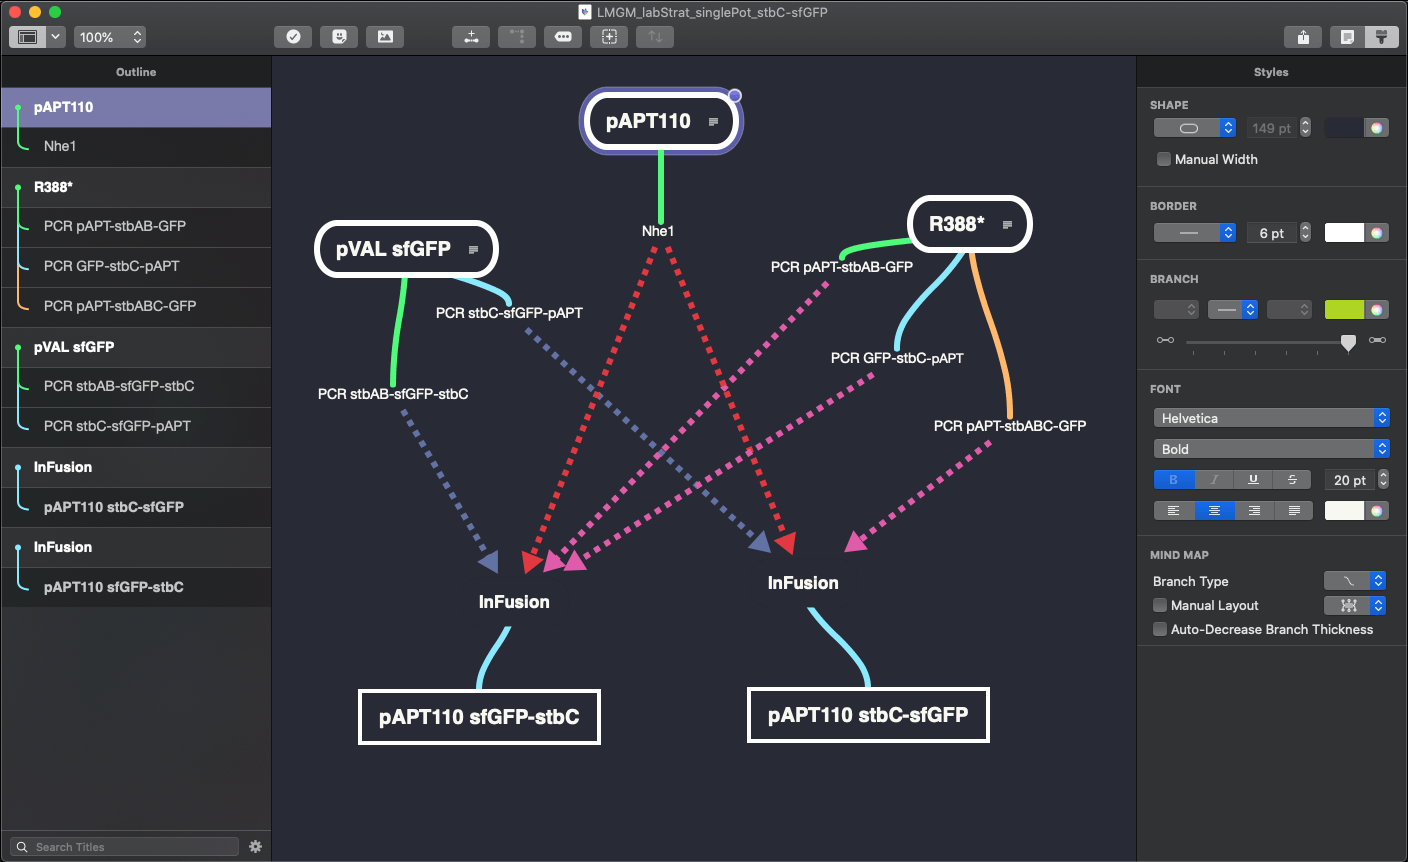 LMGM_labStrat_singlePot_stbC-sfGFP
100%
Outline
pAPT110
Nhe1
R388*
PCR pAPT-stbAB-GFP
PCR GFP-stbC-pAPT
PCR pAPT-stbABC-GFP
pVAL sfGFP
PCR stbAB-sfGFP-stbC
PCR stbC-sfGFP-pAPT
InFusion
pAPT110 stbC-sfGFP
InFusion
pAPT110 sfGFP-stbC
Search Titles
pAPT110
Nhe1
pVAL sfGFP
R388*
PCR pAPT-stbAB-GFP
PCR stbC-sfGFP-pAPT
PCR GFP-stbC-pAPT
PCR stbAB-sfGFP-stbC
PCR pAPT-stbABC-GFP
InFusion
InFusion
pAPT110 sfGFP-stbC
pAPT110 stbC-sfGFP
Styles
SHAPE
149 pt
Manual Width
BORDER
6 pt
BRANCH
FONT
Helvetica
Bold
B I U S 20 pt
MIND MAP
Branch Type
Manual Layout
Auto-Decrease Branch Thickness